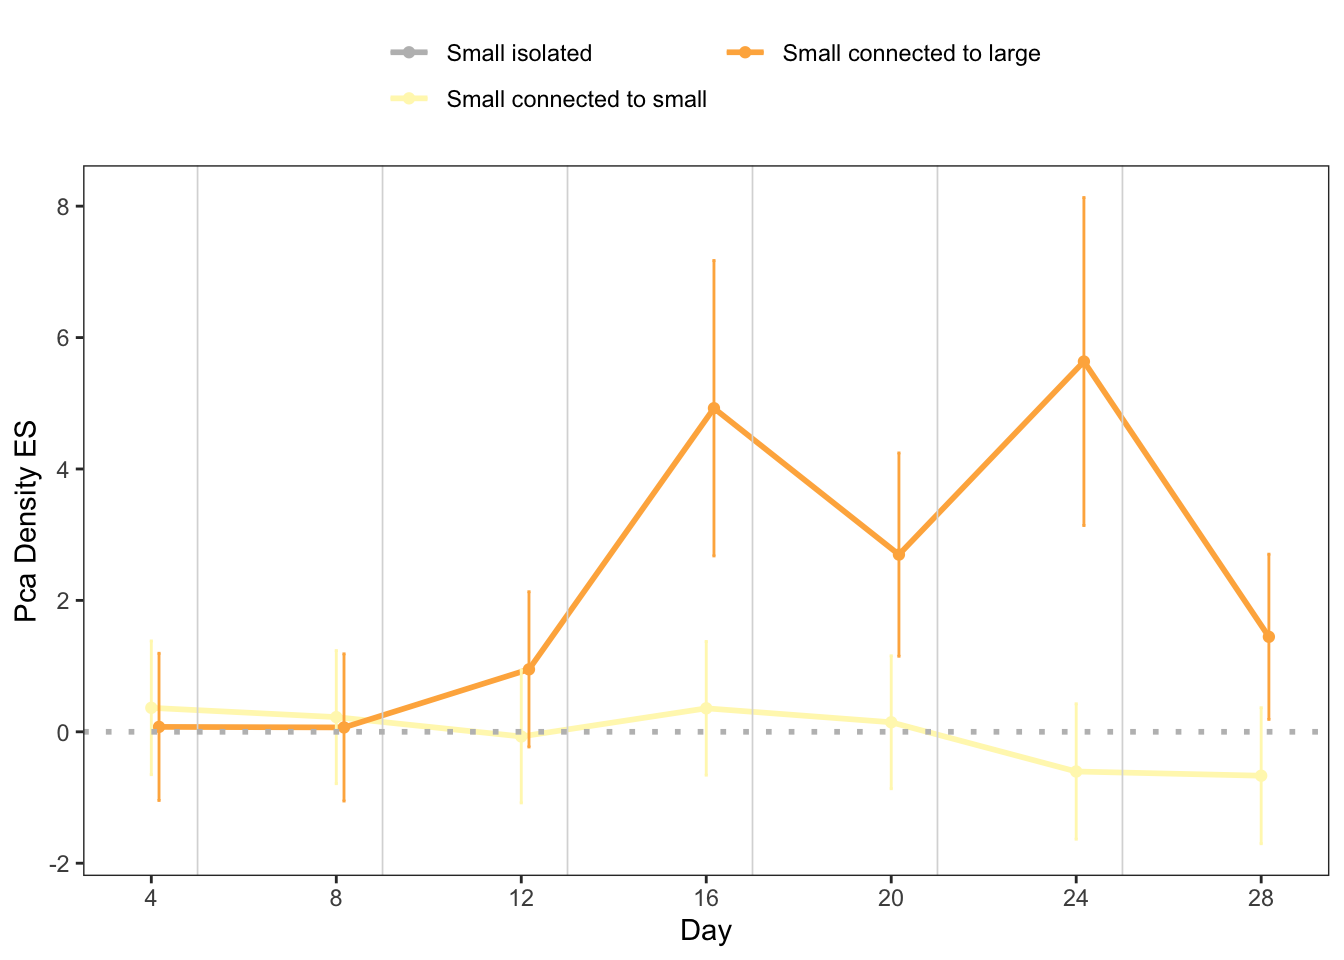 Small isolated
Small connected to large
Small connected to small
Pca Density ES
8
6
4
2
0
-2
4 8 12 16 20 24 28
Day